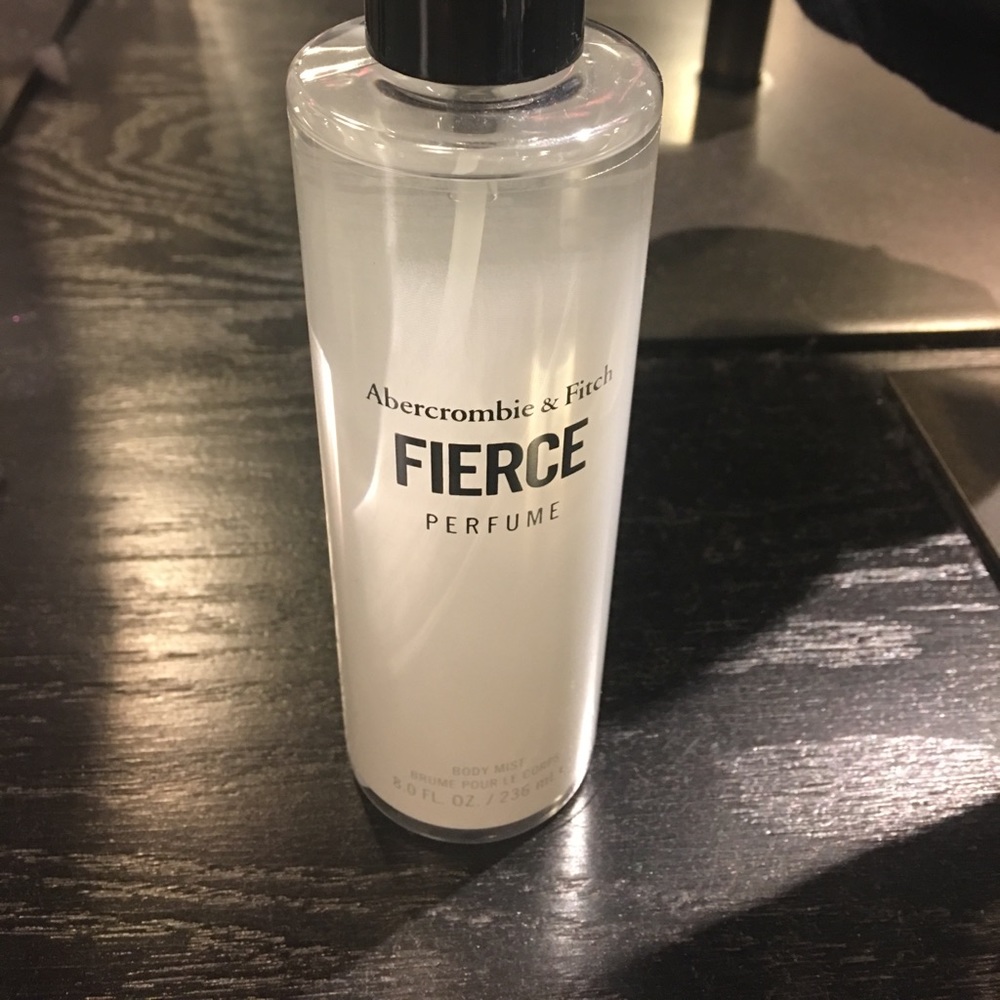 Abercrombie & Fitch
FIERCE
PERFUME
BODY MIST
BRUME POUR LE CORPS
8.0 FL. OZ. / 236 mL